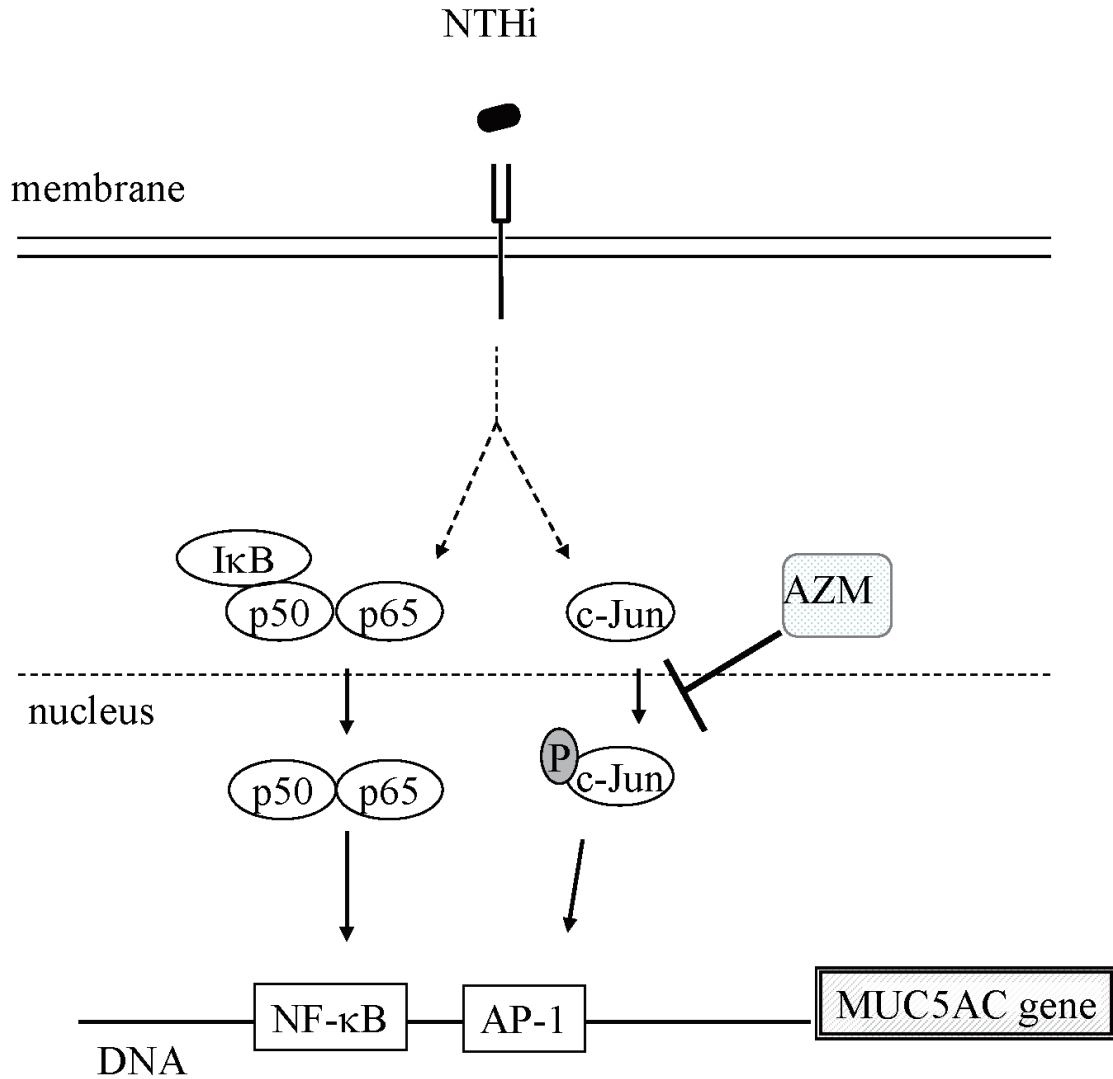 NTHi
membrane
IκB
p50
p65
c-Jun
AZM
nucleus
p50
p65
P
c-Jun
NF-κB
AP-1
MUC5AC gene
DNA